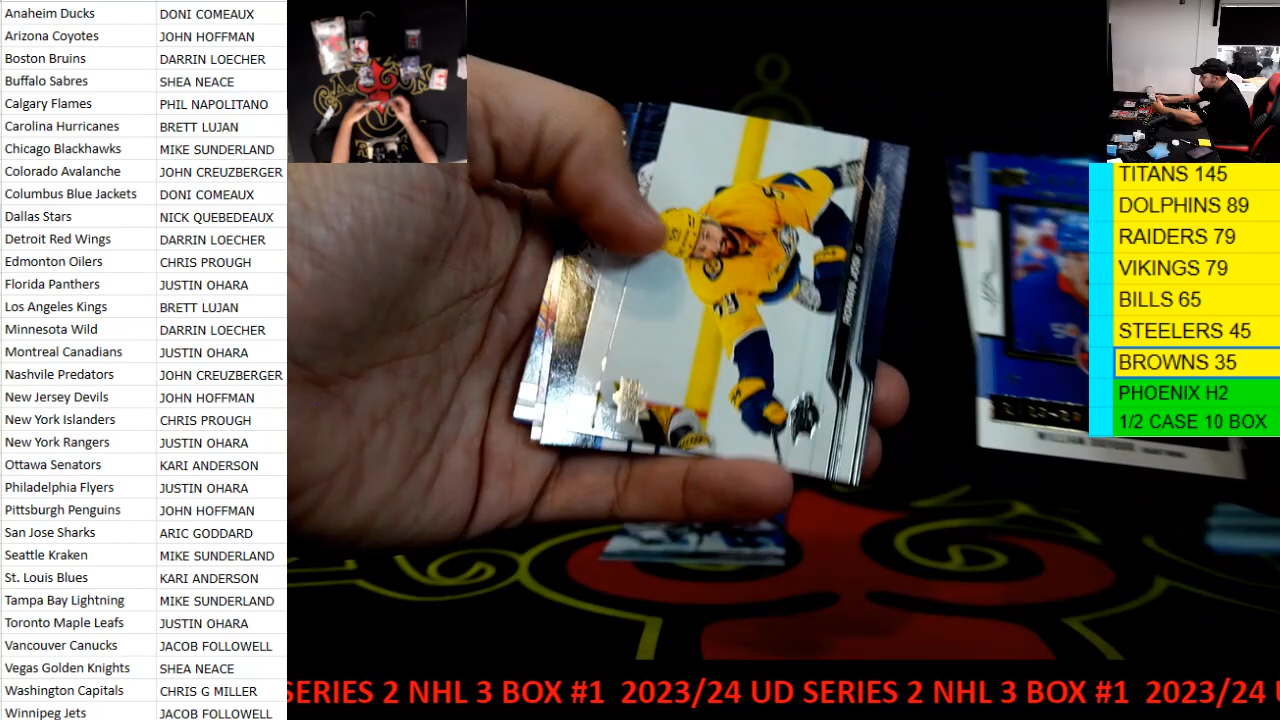 Anaheim Ducks DONI COMEAUX
Arizona Coyotes JOHN HOFFMAN
Boston Bruins DARRIN LOECHER
Buffalo Sabres SHEA NEACE
Calgary Flames PHIL NAPOLITANO
Carolina Hurricanes BRETT LUJAN
Chicago Blackhawks MIKE SUNDERLAND
Colorado Avalanche JOHN CREUZBERGER
Columbus Blue Jackets DONI COMEAUX
Dallas Stars NICK QUEBEDEAUX
Detroit Red Wings DARRIN LOECHER
Edmonton Oilers CHRIS PROUGH
Florida Panthers JUSTIN OHARA
Los Angeles Kings BRETT LUJAN
Minnesota Wild DARRIN LOECHER
Montreal Canadians JUSTIN OHARA
Nashvile Predators JOHN CREUZBERGER
New Jersey Devils JOHN HOFFMAN
New York Islanders CHRIS PROUGH
New York Rangers JUSTIN OHARA
Ottawa Senators KARI ANDERSON
Philadelphia Flyers JUSTIN OHARA
Pittsburgh Penguins JOHN HOFFMAN
San Jose Sharks ARIC GODDARD
Seattle Kraken MIKE SUNDERLAND
St. Louis Blues KARI ANDERSON
Tampa Bay Lightning MIKE SUNDERLAND
Toronto Maple Leafs JUSTIN OHARA
Vancouver Canucks JACOB FOLLOWELL
Vegas Golden Knights SHEA NEACE
Washington Capitals CHRIS G MILLER
Winnipeg Jets JACOB FOLLOWELL
ROMAN JOSI
TITANS 145
DOLPHINS 89
RAIDERS 79
VIKINGS 79
BILLS 65
STEELERS 45
BROWNS 35
PHOENIX H2
1/2 CASE 10 BOX
SERIES 2 NHL 3 BOX #1 2023/24 UD SERIES 2 NHL 3 BOX #1 2023/24